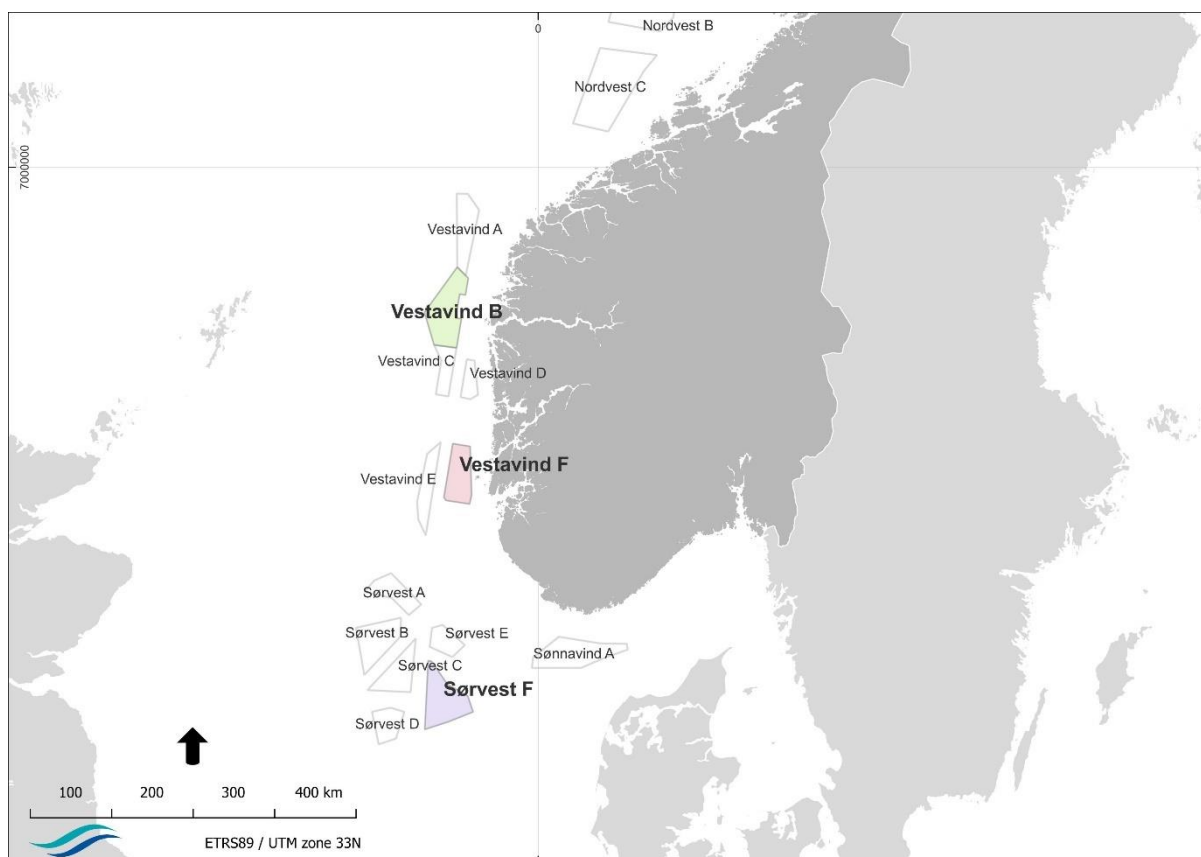 0
Nordvest B
Nordvest C
7000000
Vestavind A
Vestavind B
Vestavind C
Vestavind D
Vestavind F
Vestavind E
Sørvest A
Sørvest B
Sørvest E
Sønnavind A
Sørvest C
Sørvest F
Sørvest D
100 200 300 400 km
ETRS89 / UTM zone 33N